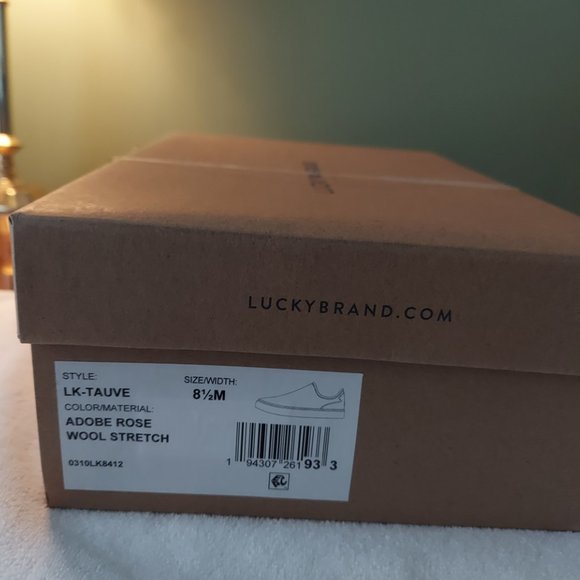 LUCKYBRAND.COM
STYLE:
LK-TAUVE
SIZE/WIDTH:
8½M
COLOR/MATERIAL:
ADOBE ROSE
WOOL STRETCH
0310LK8412
1 94307 26193 3